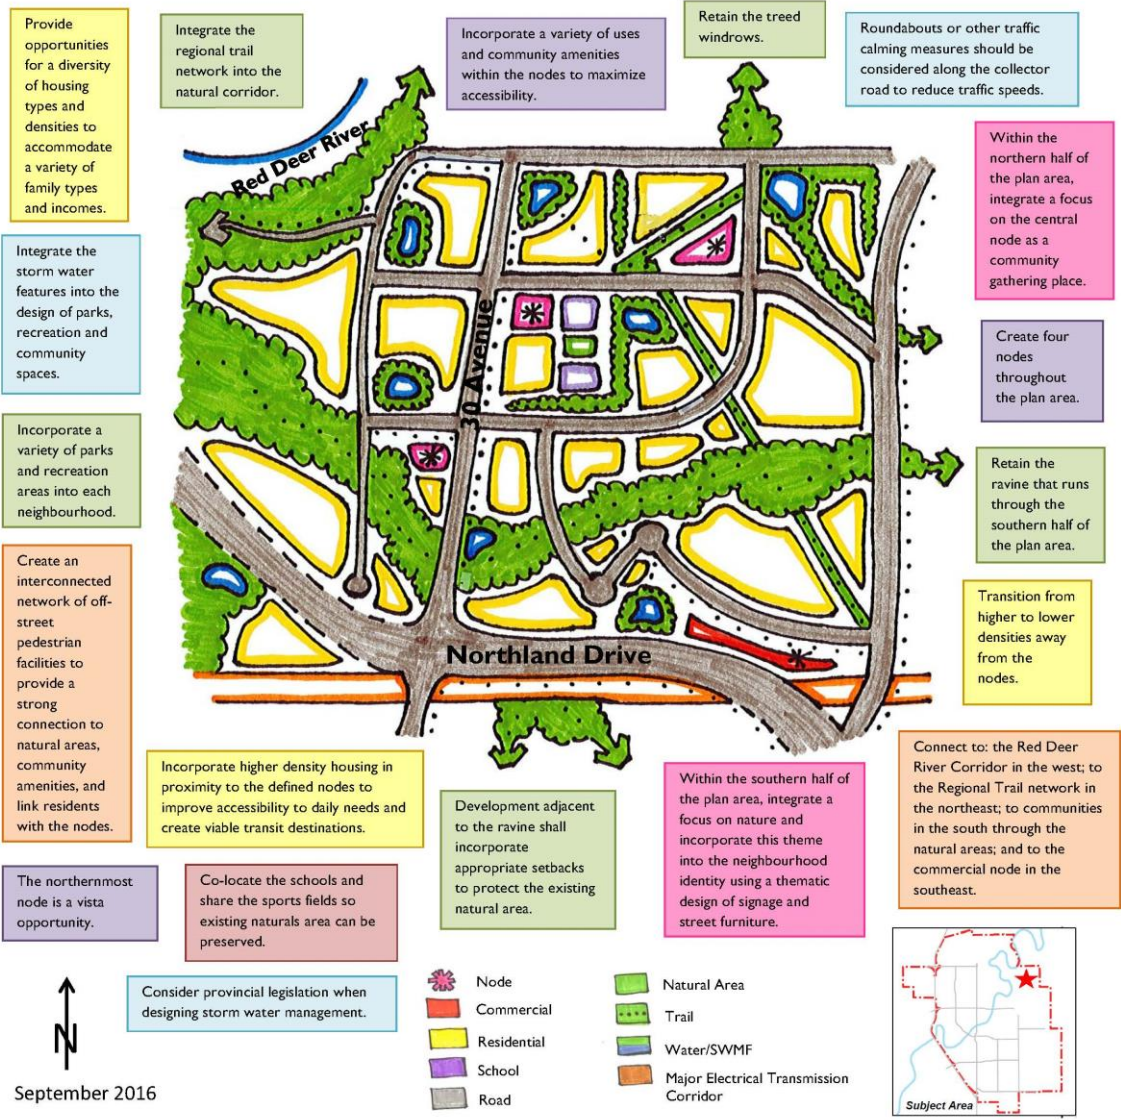 Provide
opportunities
for a diversity
of housing
types and
densities to
accommodate
a variety of
family types
and incomes.
Integrate the
regional trail
network into the
natural corridor.
Incorporate a variety of uses
and community amenities
within the nodes to maximize
accessibility.
Retain the treed
windrows.
Roundabouts or other traffic
calming measures should be
considered along the collector
road to reduce traffic speeds.
Within the
northern half of
the plan area,
integrate a focus
on the central
node as a
community
gathering place.
Red Deer River
Integrate the
storm water
features into the
design of parks,
recreation and
community
spaces.
30 Avenue
Create four
nodes
throughout
the plan area.
Incorporate a
variety of parks
and recreation
areas into each
neighbourhood.
Retain the
ravine that runs
through the
southern half of
the plan area.
Create an
interconnected
network of off-
street
pedestrian
facilities to
provide a
strong
connection to
natural areas,
community
amenities, and
link residents
with the nodes.
Transition from
higher to lower
densities away
from the
nodes.
Northland Drive
Incorporate higher density housing in
proximity to the defined nodes to
improve accessibility to daily needs and
create viable transit destinations.
Development adjacent
to the ravine shall
incorporate
appropriate setbacks
to protect the existing
natural area.
Within the southern half of
the plan area, integrate a
focus on nature and
incorporate this theme
into the neighbourhood
identity using a thematic
design of signage and
street furniture.
Connect to: the Red Deer
River Corridor in the west; to
the Regional Trail network in
the northeast; to communities
in the south through the
natural areas; and to the
commercial node in the
southeast.
The northernmost
node is a vista
opportunity.
Co-locate the schools and
share the sports fields so
existing naturals area can be
preserved.
Consider provincial legislation when
designing storm water management.
N
September 2016
Node
Commercial
Residential
School
Road
Natural Area
Trail
Water/SWMF
Major Electrical Transmission
Corridor
Subject Area